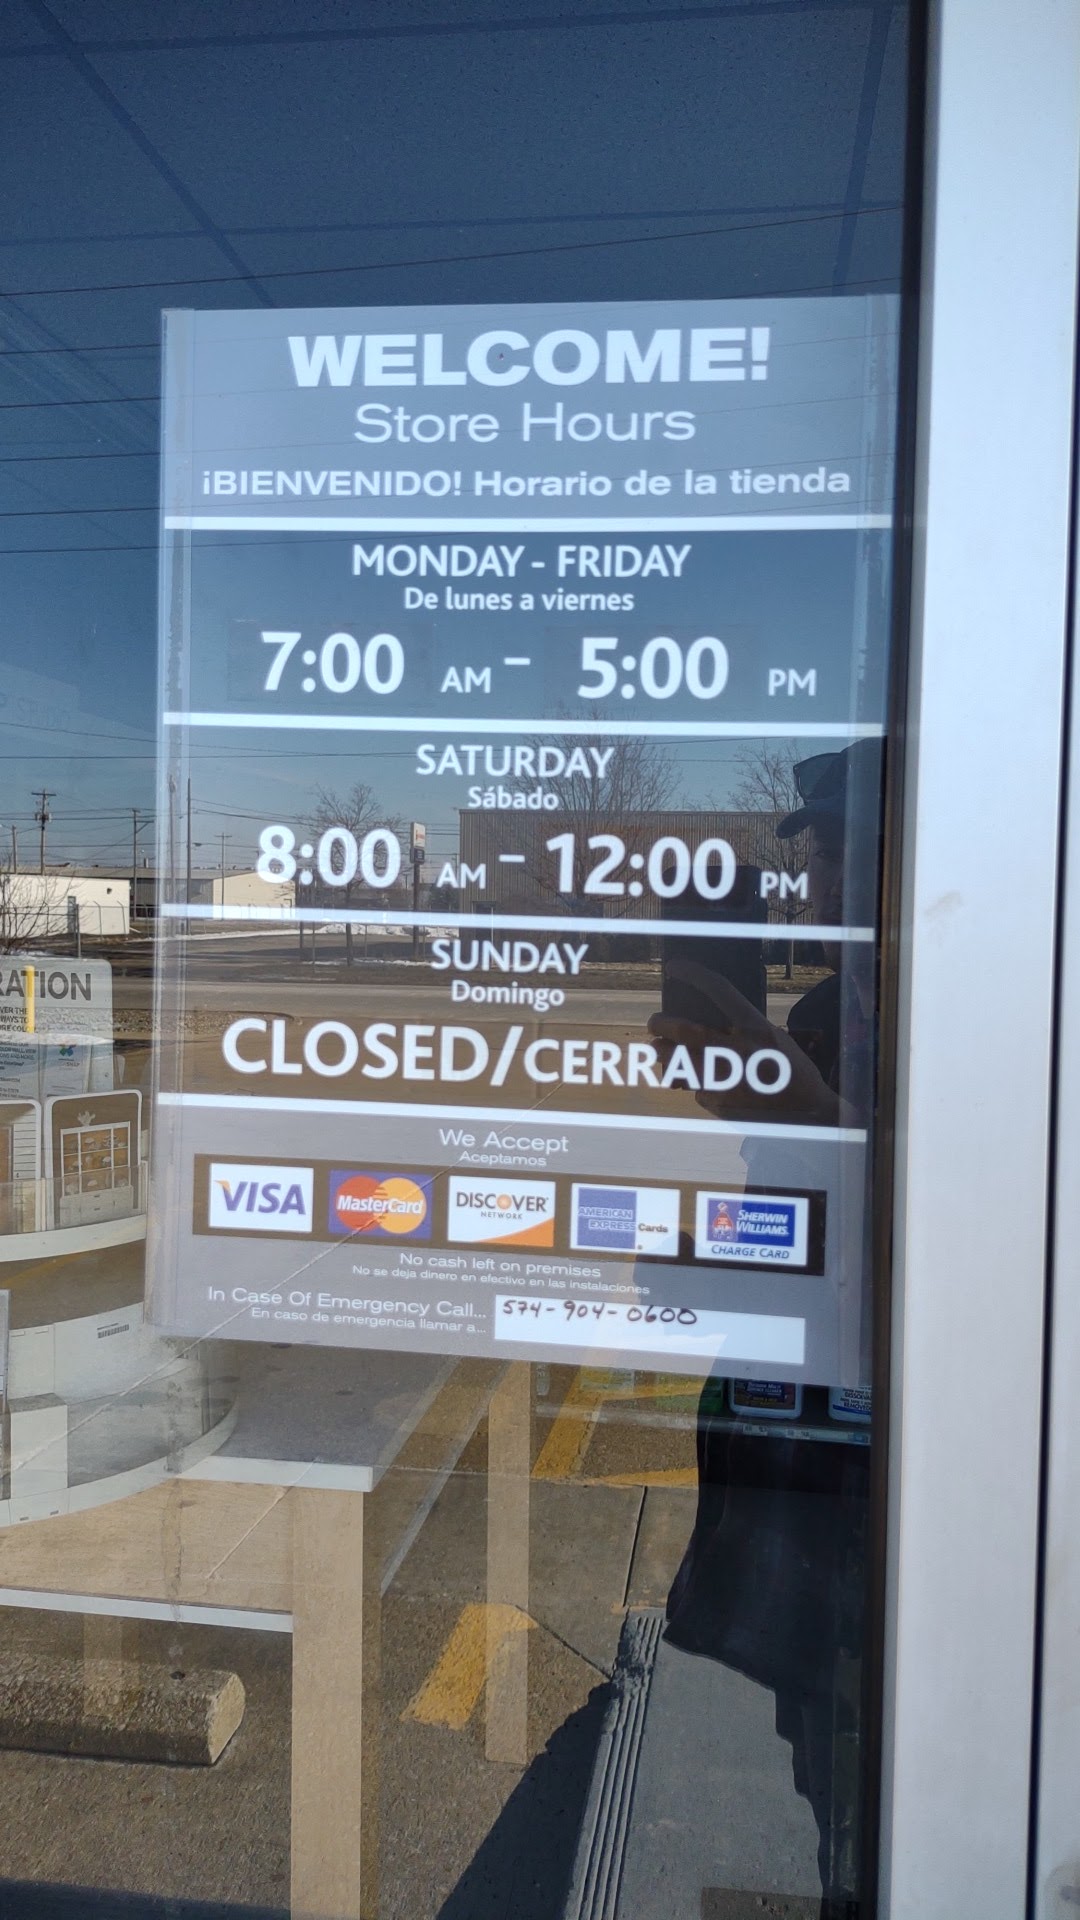 WELCOME!
Store Hours
¡BIENVENIDO! Horario de la tienda
MONDAY - FRIDAY
De lunes a viernes
7:00 AM - 5:00 PM
SATURDAY
Sábado
8:00 AM - 12:00 PM
SUNDAY
Domingo
CLOSED/CERRADO
We Accept
Aceptamos
VISA
MasterCard
DISCOVER
NETWORK
AMERICAN
EXPRESS Cards
SHERWIN
WILLIAMS.
CHARGE CARD
No cash left on premises
No se deja dinero en efectivo en las instalaciones
In Case Of Emergency Call... 574-904-0600
En caso de emergencia llamar a...
RATION